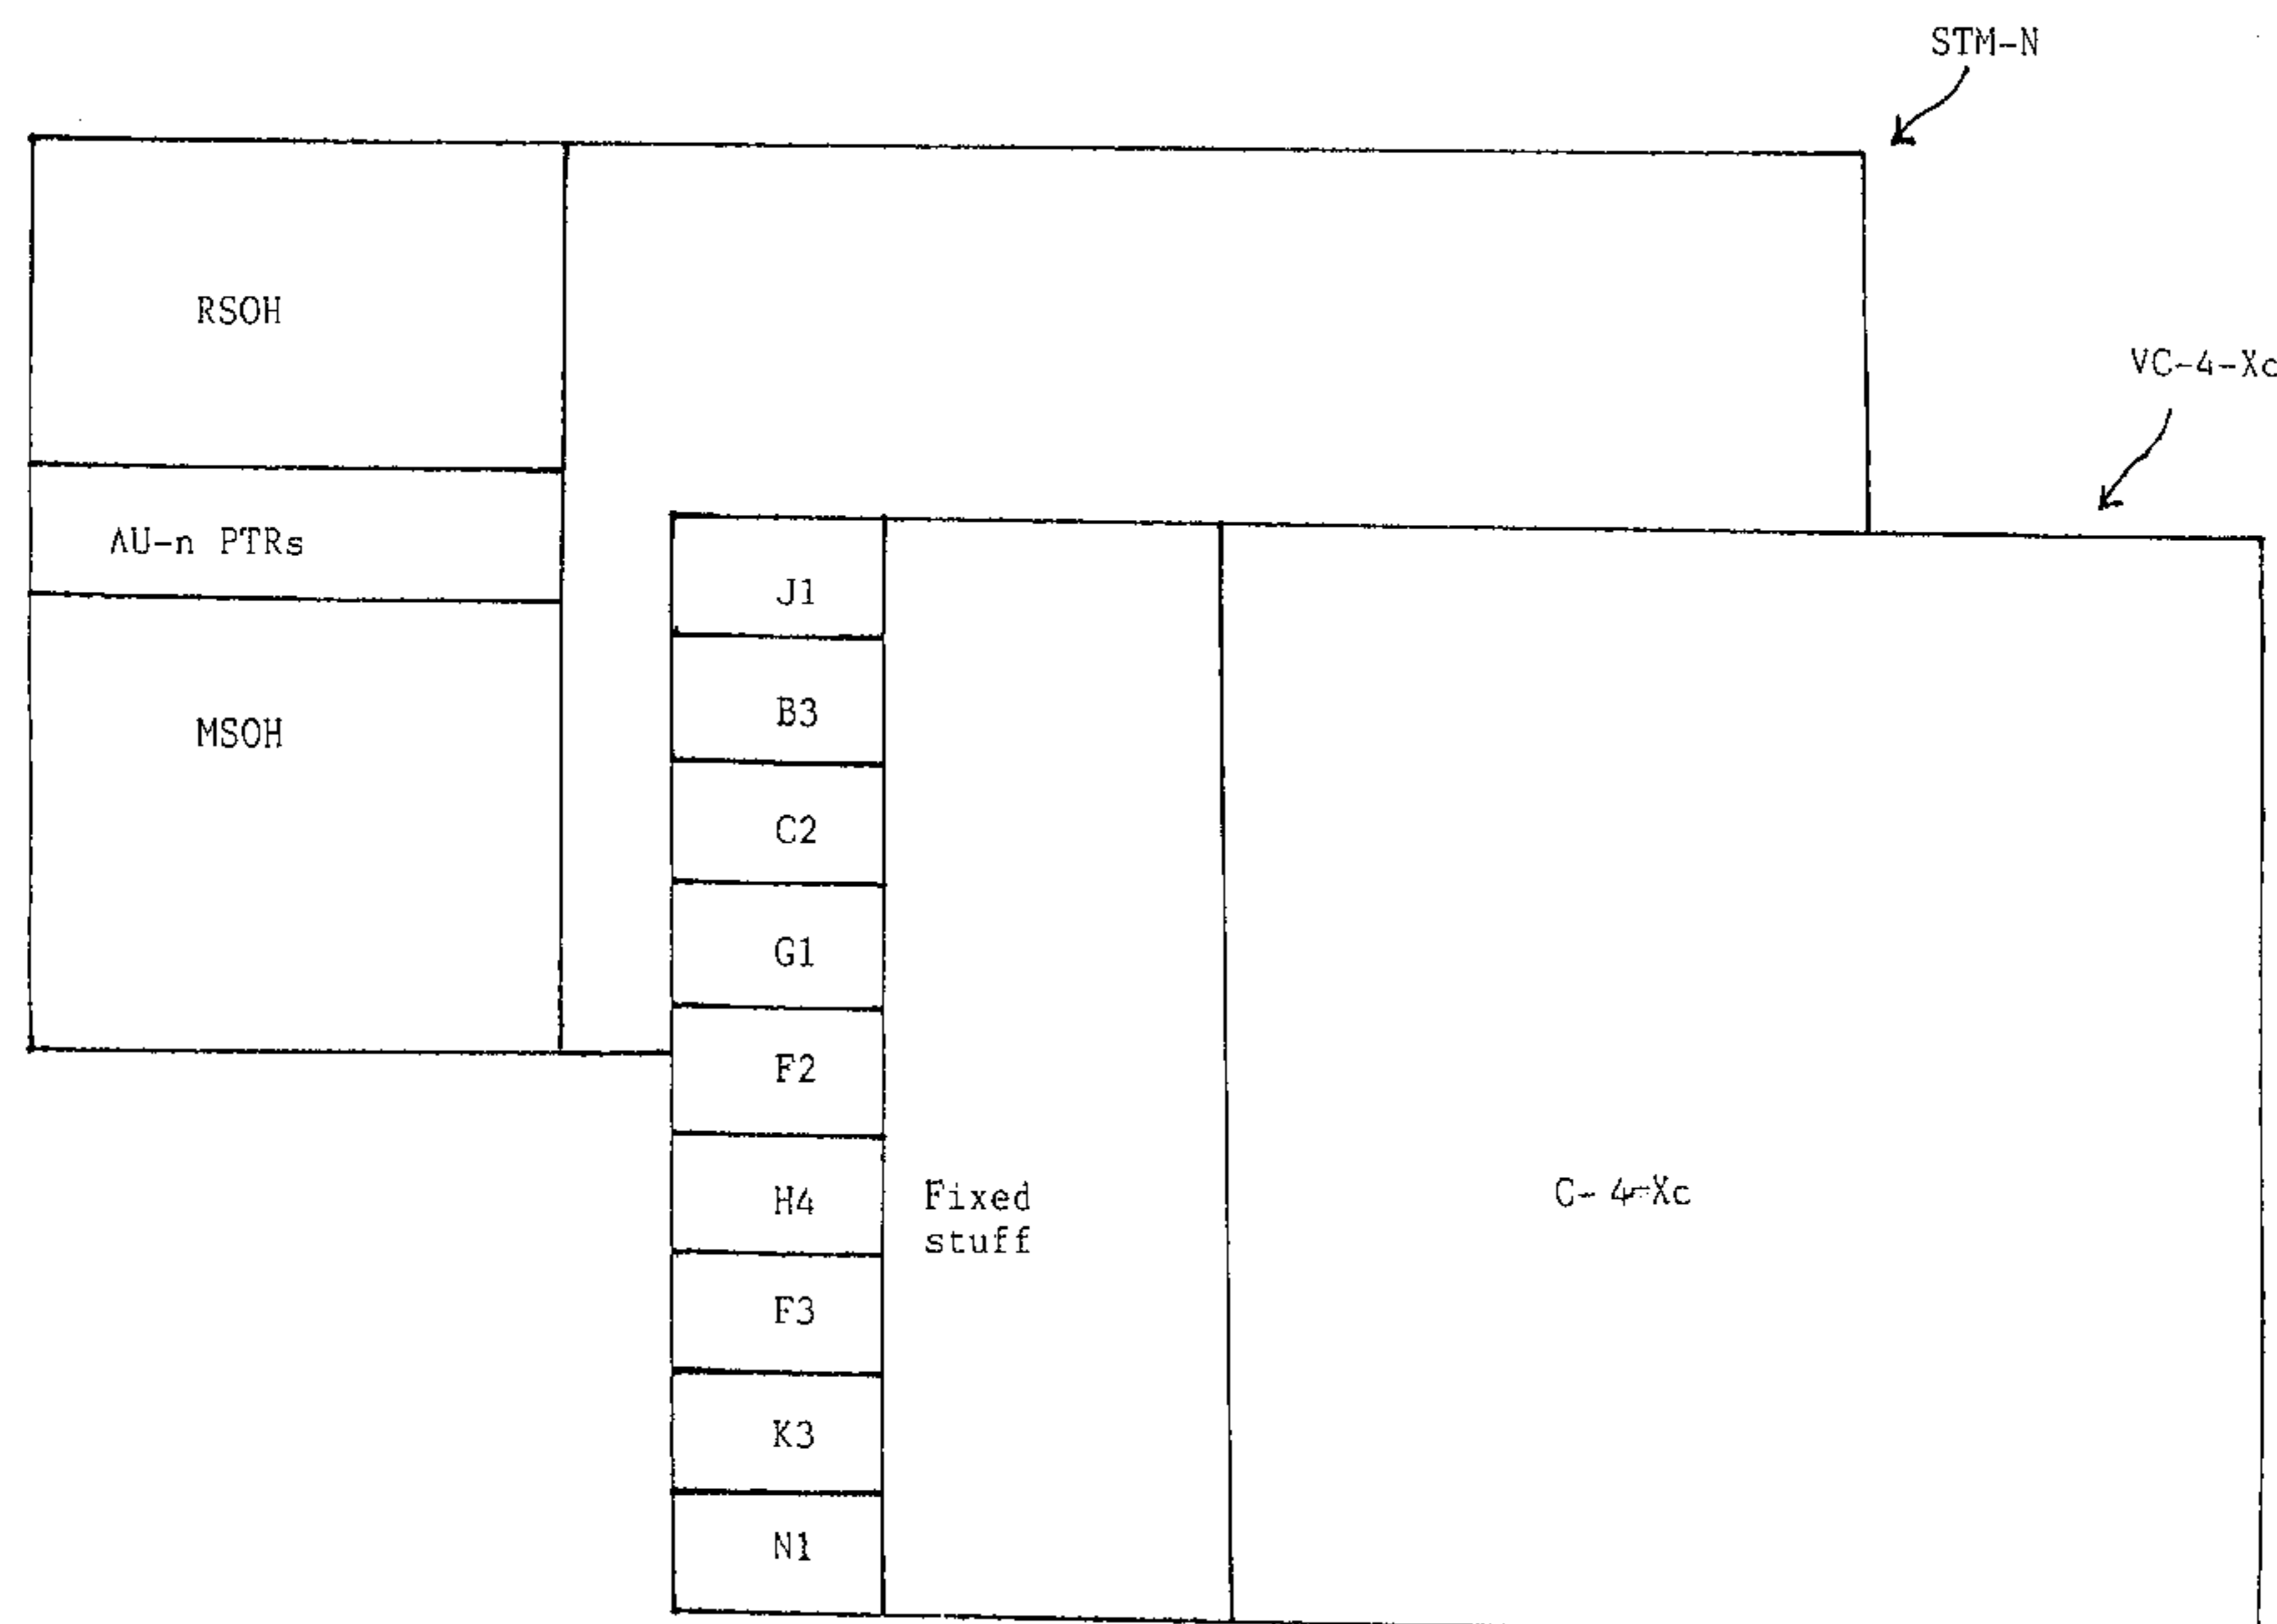 STM-N
RSOH
VC-4-Xc
AU-n PTRs
J1
B3
MSOH
C2
G1
F2
H4
Fixed
stuff
C-4-Xc
F3
K3
N1